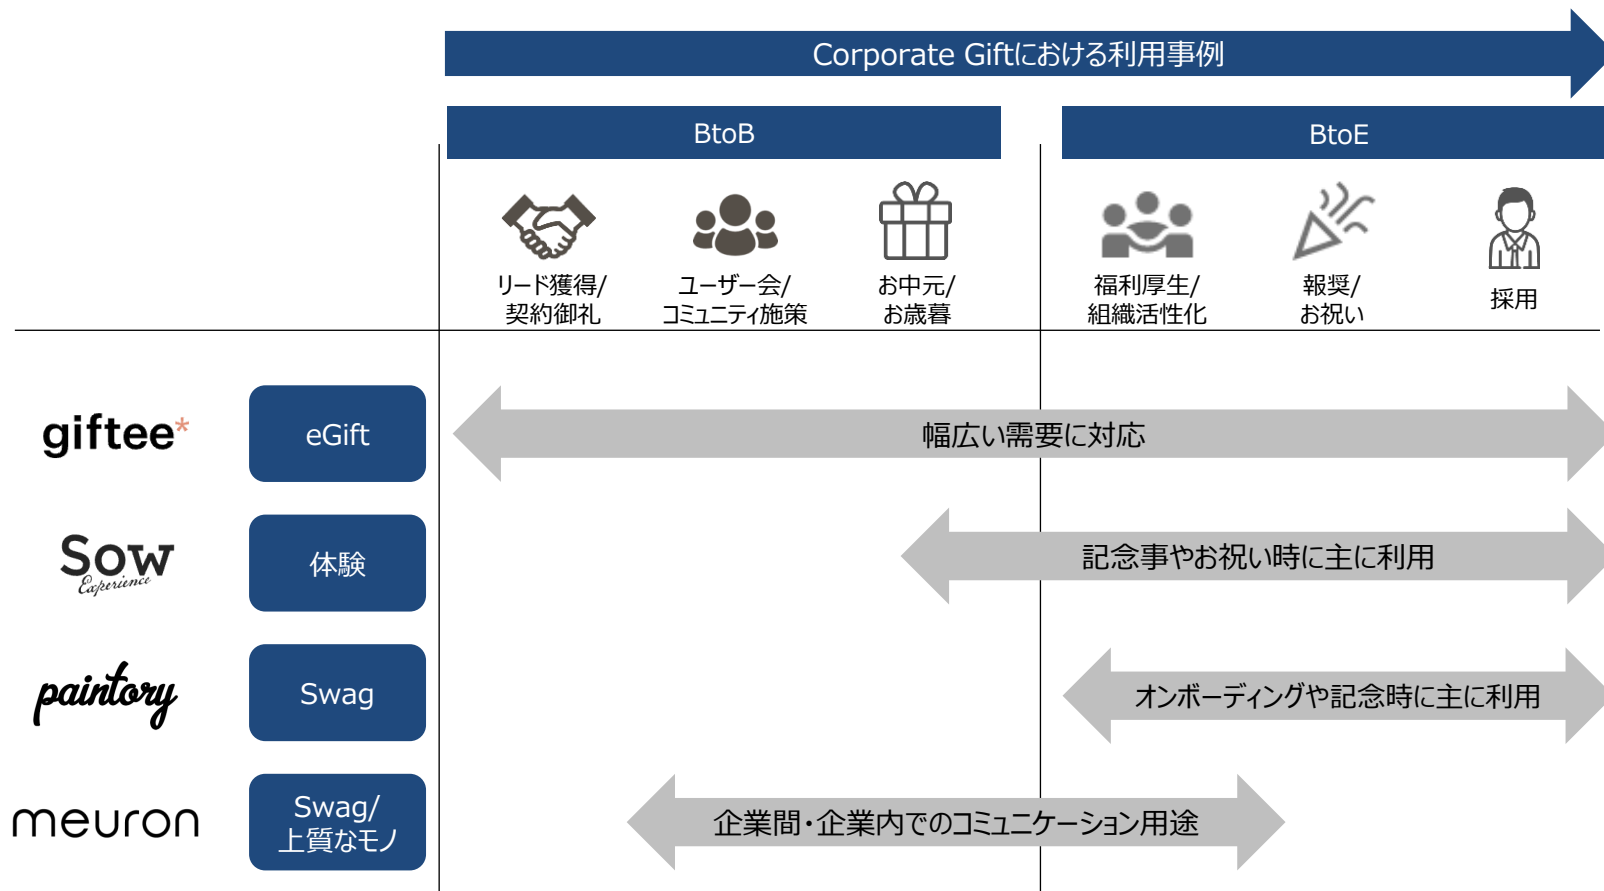 Corporate Giftにおける利用事例
BtoB
BtoE
リード獲得/
契約御礼
ユーザー会/
コミュニティ施策
お中元/
お歳暮
福利厚生/
組織活性化
報奨/
お祝い
採用
giftee*
eGift
幅広い需要に対応
Sow
Experience
体験
記念事やお祝い時に主に利用
paintory
Swag
オンボーディングや記念時に主に利用
meuron
Swag/
上質なモノ
企業間・企業内でのコミュニケーション用途